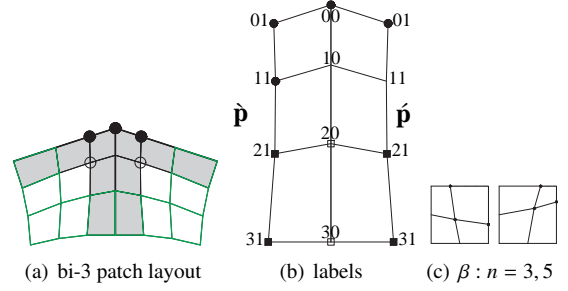 01 00 01
11 10 11
p̀ ṕ
21 20 21
31 30 31
(a) bi-3 patch layout (b) labels (c) β : n = 3, 5